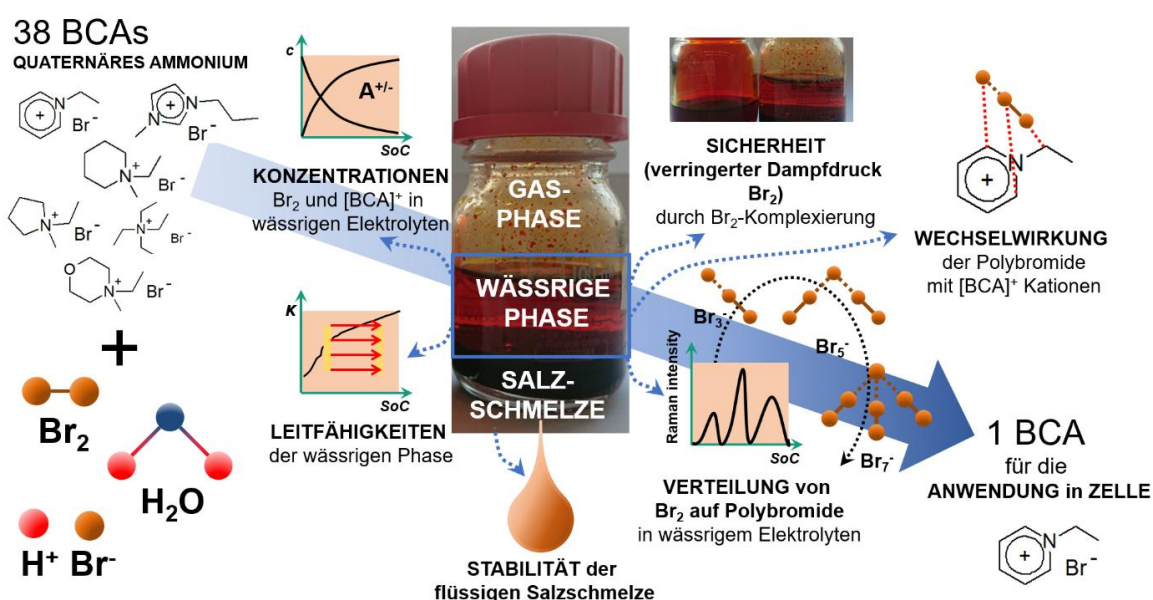 38 BCAs
QUATERNÄRES AMMONIUM
N
+
Br⁻
N
N
+
Br⁻
N
+
Br⁻
N
+
Br⁻
N
+
Br⁻
O
N
+
Br⁻
+
Br₂
H₂O
H⁺ Br⁻
c
A⁺/⁻
SoC
KONZENTRATIONEN
Br₂ und [BCA]⁺ in
wässrigen Elektrolyten
K
SoC
LEITFÄHIGKEITEN
der wässrigen Phase
GAS-
PHASE
WÄSSRIGE
PHASE
SALZ-
SCHMELZE
STABILITÄT der
flüssigen Salzschmelze
SICHERHEIT
(verringerter Dampfdruck
Br₂)
durch Br₂-Komplexierung
N
+
WECHSELWIRKUNG
der Polybromide
mit [BCA]⁺ Kationen
Br₃⁻
Br₅⁻
Br₇⁻
Raman intensity
SoC
VERTEILUNG von
Br₂ auf Polybromide
in wässrigem Elektrolyten
1 BCA
für die
ANWENDUNG in ZELLE
N
+
Br⁻